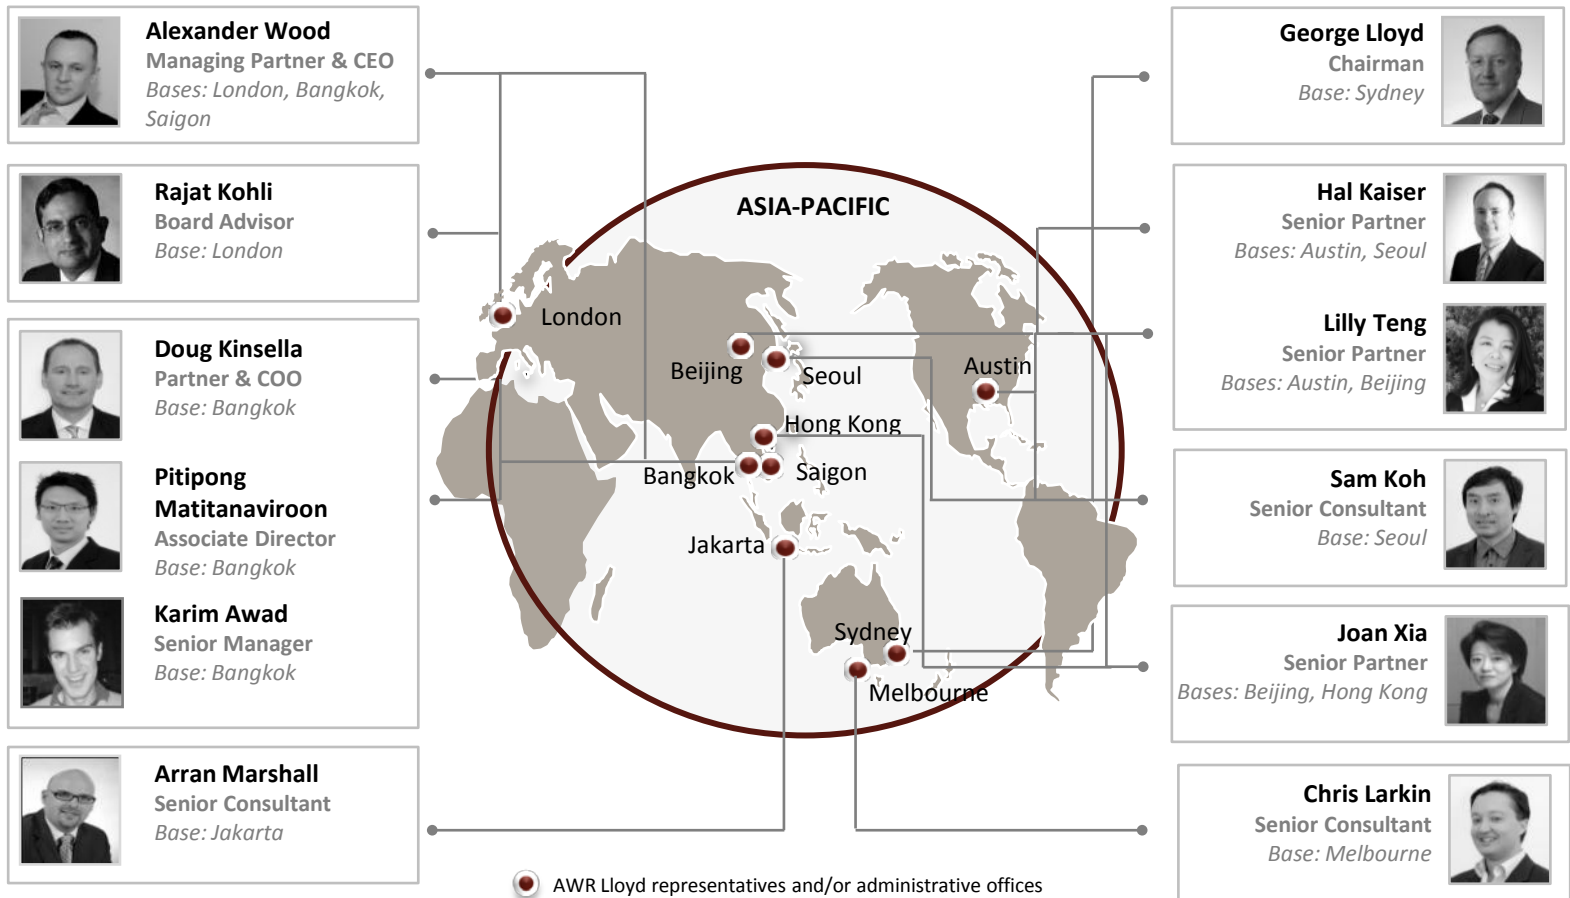 Alexander Wood
Managing Partner & CEO
Bases: London, Bangkok,
Saigon
Rajat Kohli
Board Advisor
Base: London
Doug Kinsella
Partner & COO
Base: Bangkok
Pitipong
Matitanaviroon
Associate Director
Base: Bangkok
Karim Awad
Senior Manager
Base: Bangkok
Arran Marshall
Senior Consultant
Base: Jakarta
ASIA-PACIFIC
London
Beijing
Seoul
Austin
Hong Kong
Bangkok
Saigon
Jakarta
Sydney
Melbourne
AWR Lloyd representatives and/or administrative offices
George Lloyd
Chairman
Base: Sydney
Hal Kaiser
Senior Partner
Bases: Austin, Seoul
Lilly Teng
Senior Partner
Bases: Austin, Beijing
Sam Koh
Senior Consultant
Base: Seoul
Joan Xia
Senior Partner
Bases: Beijing, Hong Kong
Chris Larkin
Senior Consultant
Base: Melbourne